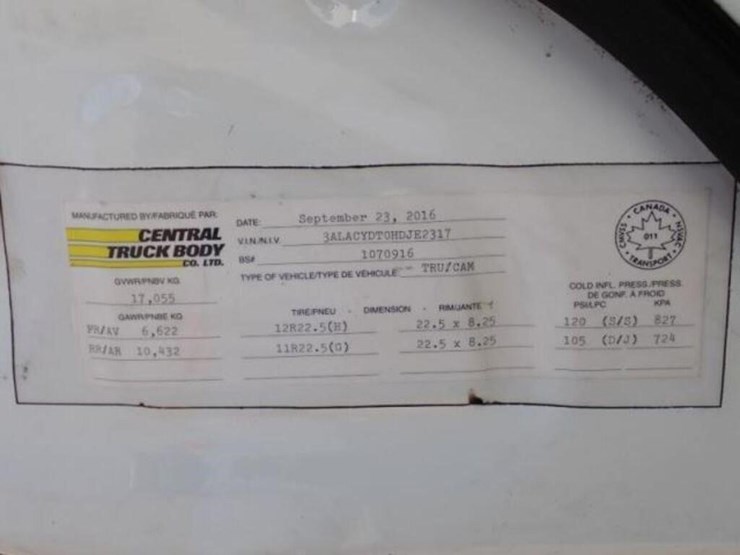 MANUFACTURED BY/FABRIQUÉ PAR:
CENTRAL
TRUCK BODY
CO. LTD.
DATE: September 23, 2016
V.I.N./N.I.V. 3ALACYDT0HDJE2317
BS# 1070916
TYPE OF VEHICLE/TYPE DE VÉHICULE - TRU/CAM
CANADA
011
TRANSPORT
GVWR/PNBV KG
17,055
GAWR/PNBE KG
FR/AV 6,622
RR/AR 10,432
TIRE/PNEU - DIMENSION - RIM/JANTE
12R22.5(H) 22.5 x 8.25
11R22.5(G) 22.5 x 8.25
COLD INFL. PRESS./PRESS.
DE GONF. À FROID
PSI/LPC KPA
120 (S/S) 827
105 (D/J) 724